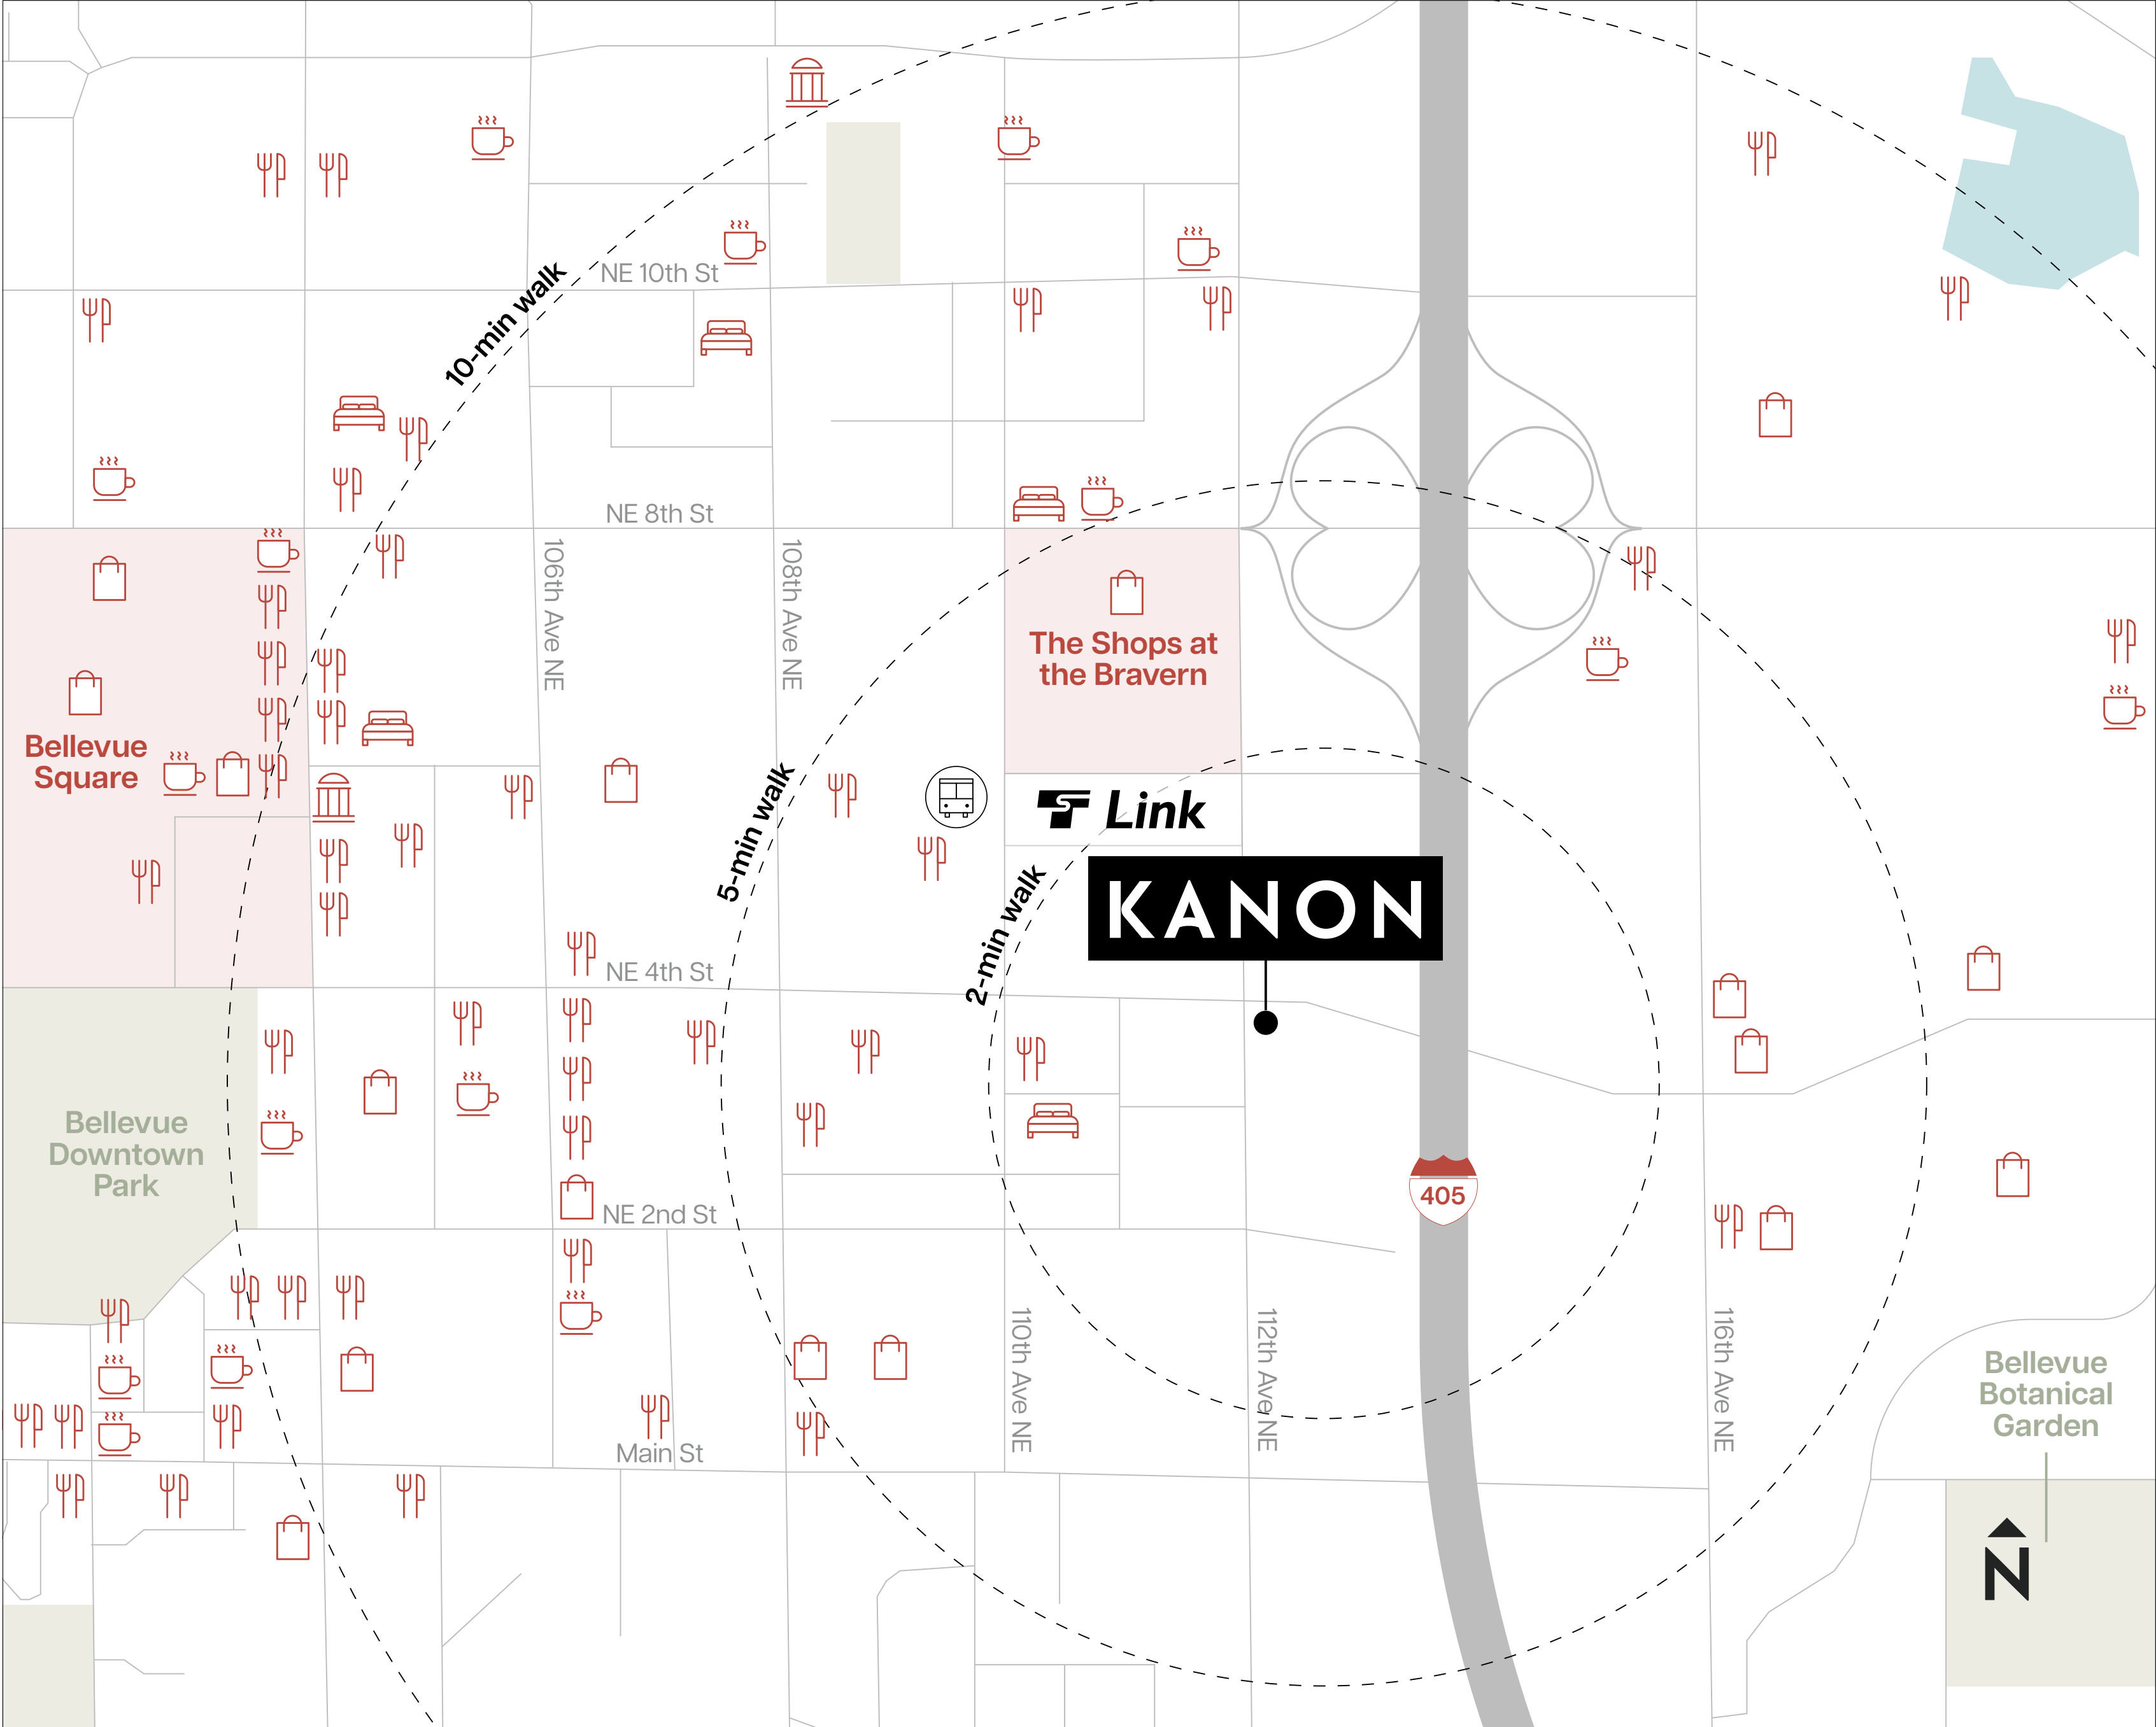 NE 10th St
10-min walk
NE 8th St
106th Ave NE
108th Ave NE
The Shops at
the Bravern
Bellevue
Square
5-min walk
T Link
2-min walk
KANON
NE 4th St
Bellevue
Downtown
Park
405
NE 2nd St
110th Ave NE
112th Ave NE
116th Ave NE
Bellevue
Botanical
Garden
Main St
N